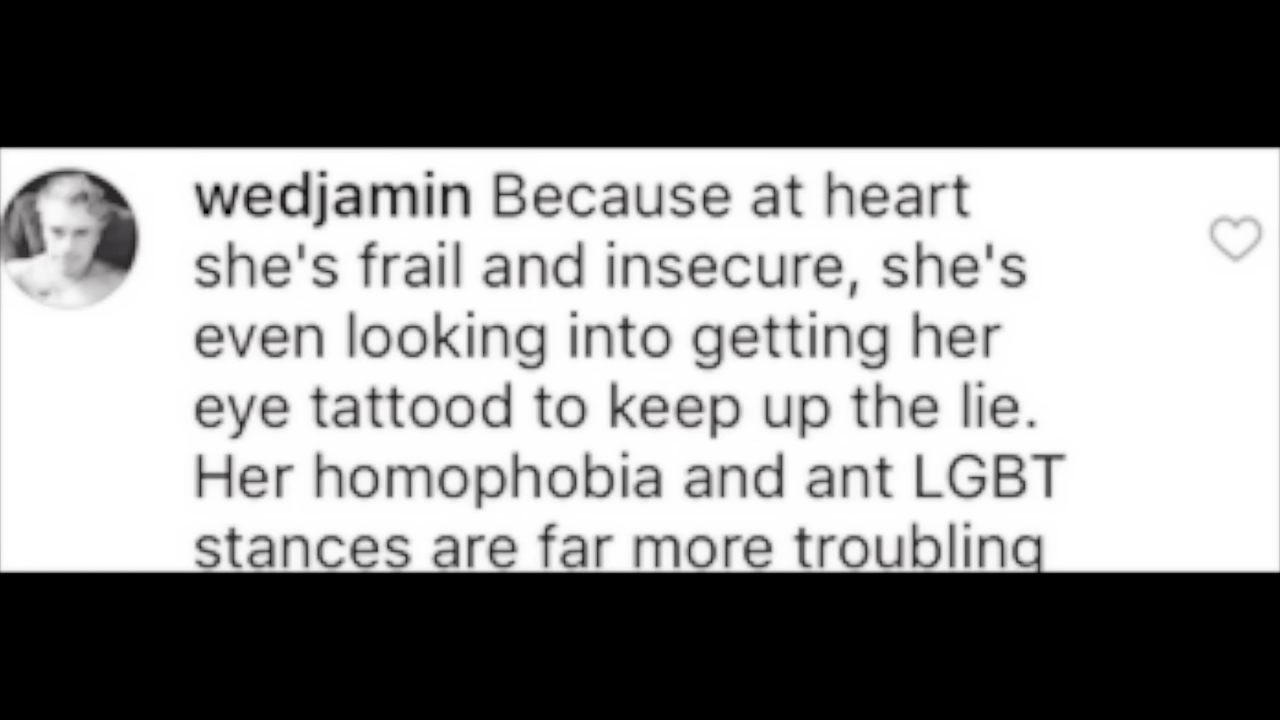 wedjamin Because at heart
she's frail and insecure, she's
even looking into getting her
eye tattood to keep up the lie.
Her homophobia and ant LGBT
stances are far more troubling